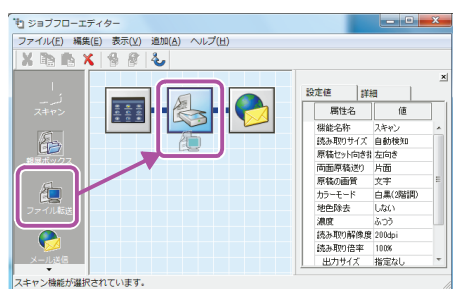 ジョブフローエディター
ファイル(F) 編集(E) 表示(V) 追加(A) ヘルプ(H)
スキャン
親展ボックス
ファイル転送
メール送信
設定値 詳細
属性名 値
機能名称 スキャン
読み取りサイズ 自動検知
原稿セット向き指 左向き
両面原稿送り 片面
原稿の画質 文字
カラーモード 白黒(2階調)
地色除去 しない
濃度 ふつう
読み取り解像度 200dpi
読み取り倍率 100%
出力サイズ 指定なし
スキャン機能が選択されています。